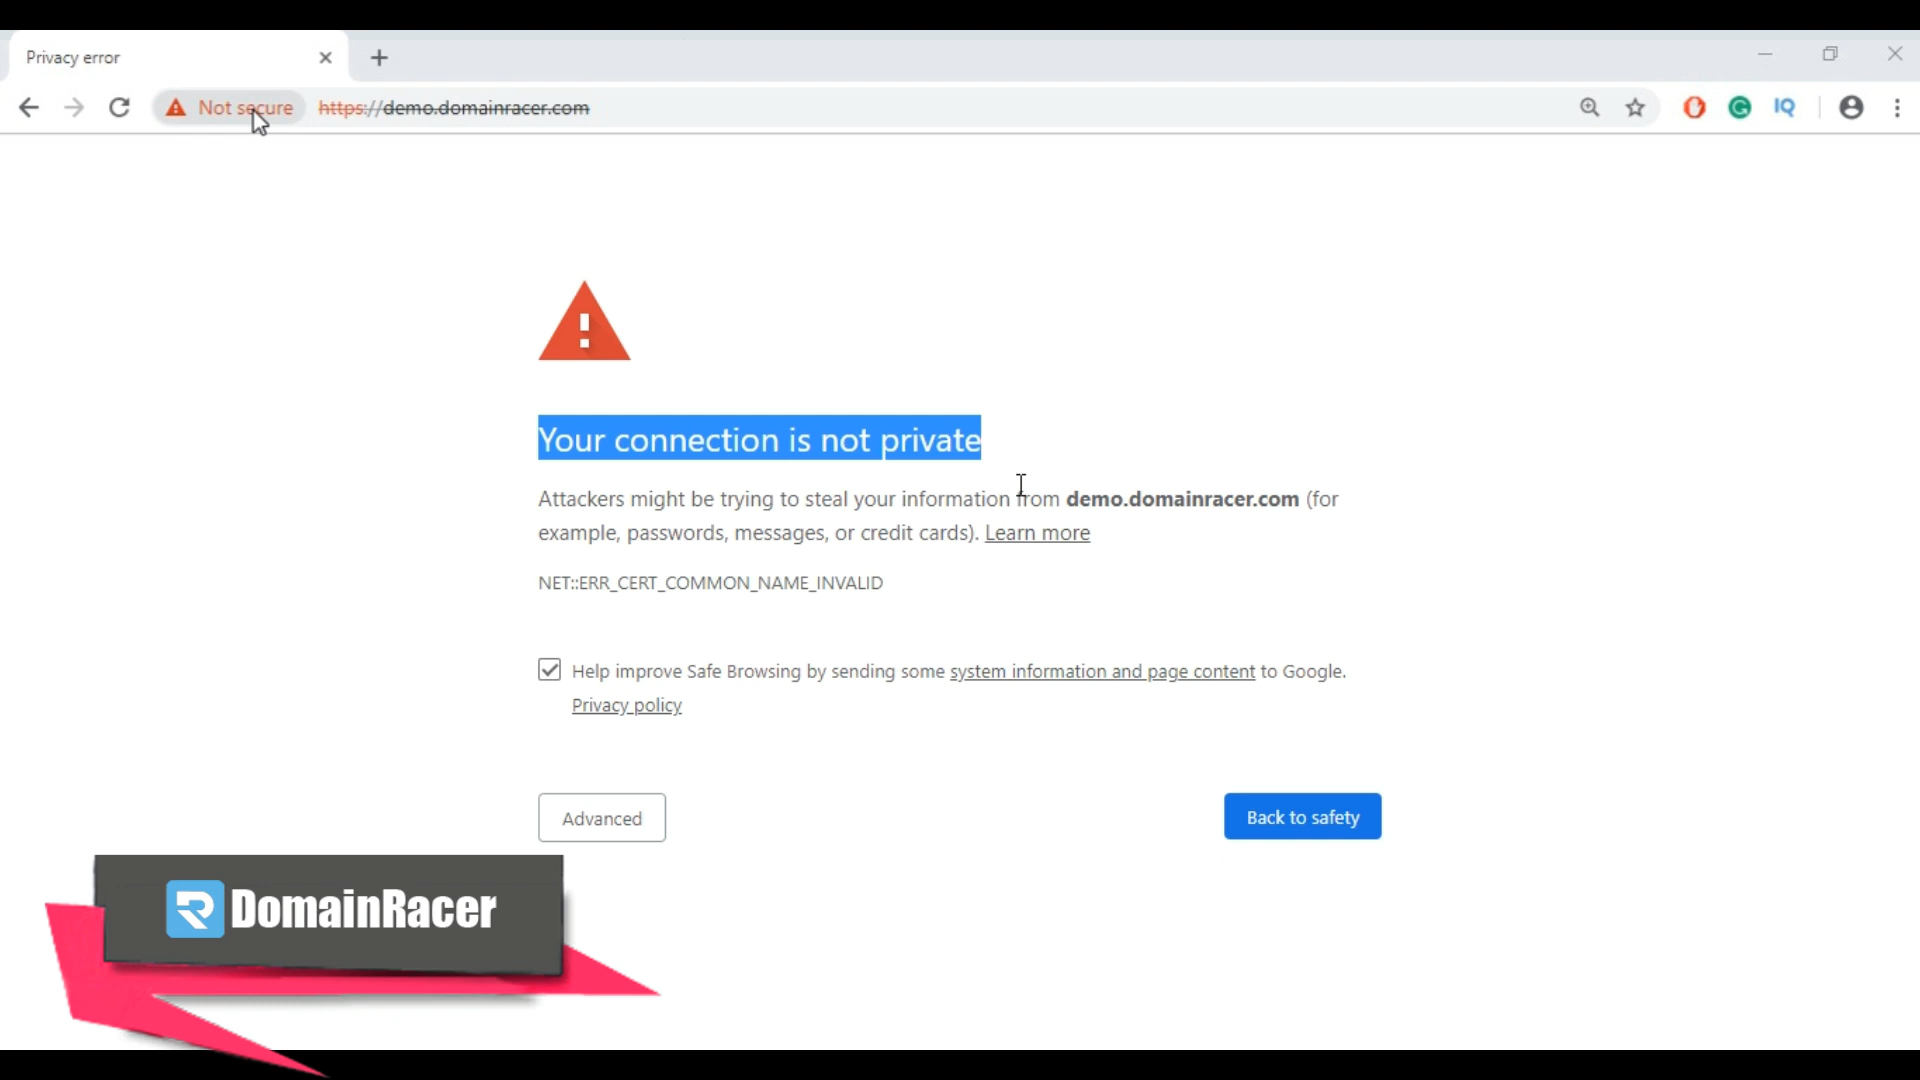 Privacy error
Not secure https://demo.domainracer.com
IQ
Your connection is not private
Attackers might be trying to steal your information from demo.domainracer.com (for
example, passwords, messages, or credit cards). Learn more
NET::ERR_CERT_COMMON_NAME_INVALID
Help improve Safe Browsing by sending some system information and page content to Google.
Privacy policy
Advanced
Back to safety
DomainRacer